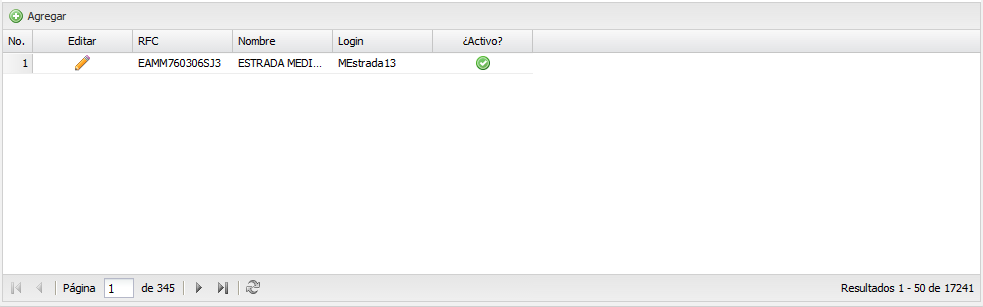 Agregar
No. Editar RFC Nombre Login ¿Activo?
1 EAMM760306SJ3 ESTRADA MEDI... MEstrada13
Página 1 de 345 Resultados 1 - 50 de 17241